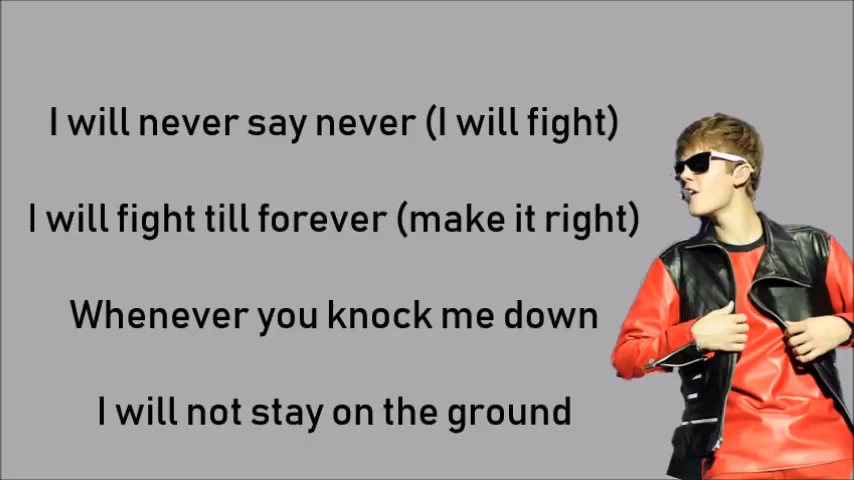 I will never say never (I will fight)
I will fight till forever (make it right)
Whenever you knock me down
I will not stay on the ground